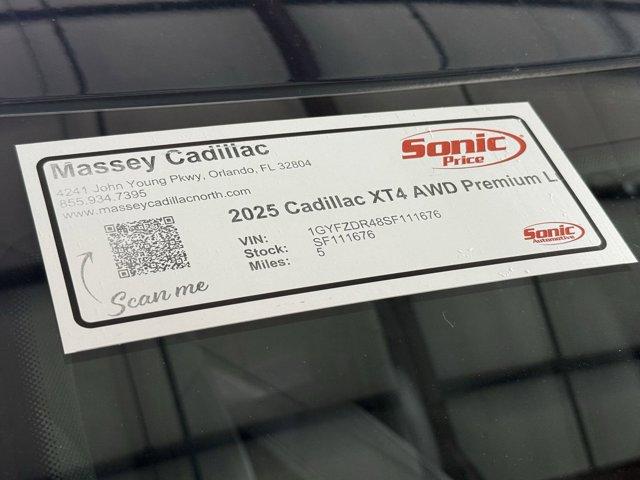 Massey Cadillac
4241 John Young Pkwy, Orlando, FL 32804
855.934.7395
www.masseycadillacnorth.com
Sonic
Price
2025 Cadillac XT4 AWD Premium L
VIN: 1GYFZDR48SF111676
Stock: SF111676
Miles: 5
Scan me
Sonic
Automotive